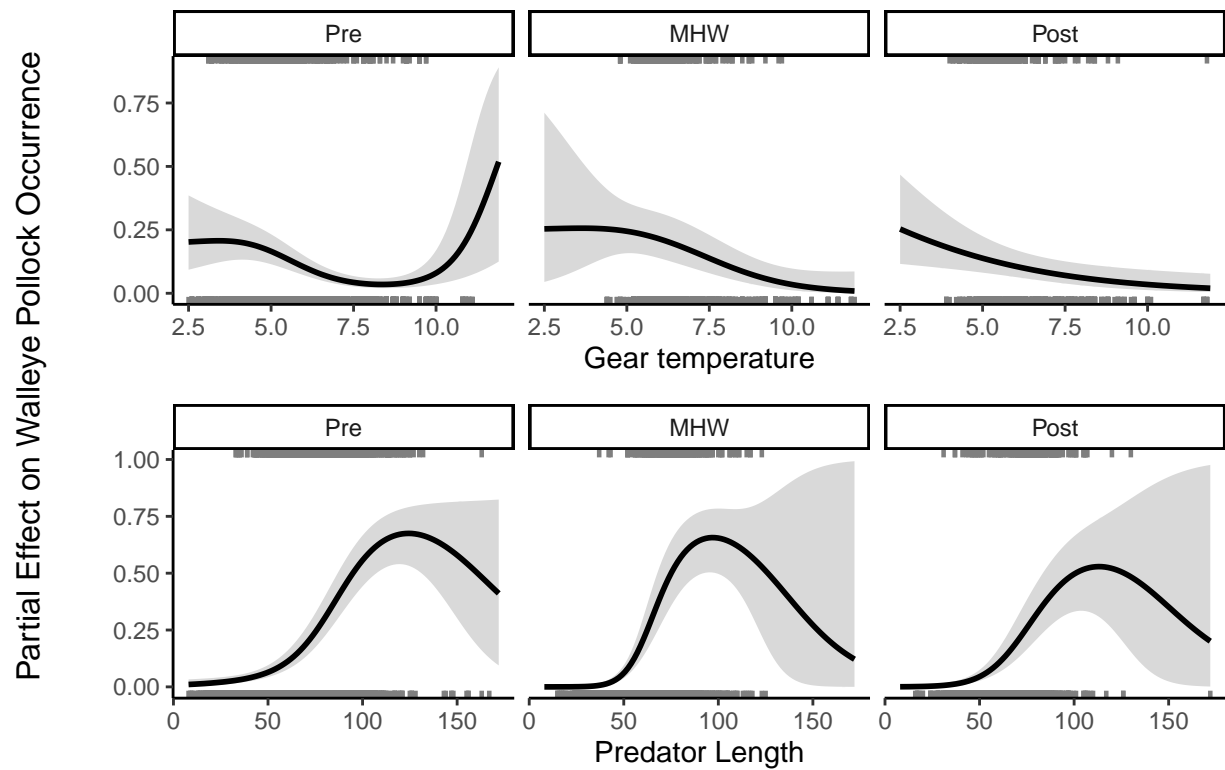 Partial Effect on Walleye Pollock Occurrence
Pre MHW Post
0.75
0.50
0.25
0.00
2.5 5.0 7.5 10.0 2.5 5.0 7.5 10.0 2.5 5.0 7.5 10.0
Gear temperature
Pre MHW Post
1.00
0.75
0.50
0.25
0.00
0 50 100 150 0 50 100 150 0 50 100 150
Predator Length